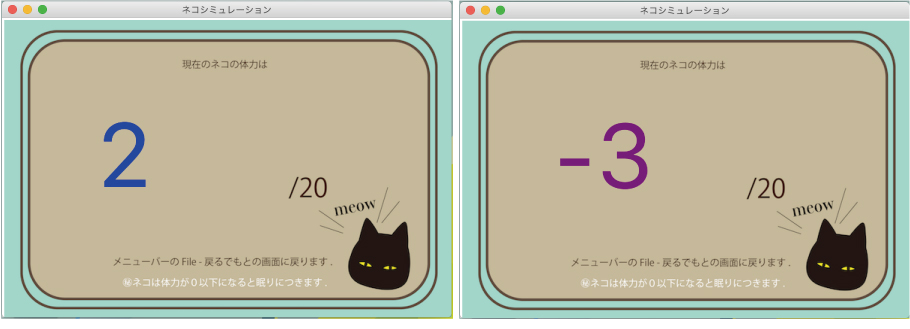 ネコシミュレーション
現在のネコの体力は
2
/20
meow
メニューバーの File - 戻るでもとの画面に戻ります .
㊙ネコは体力が０以下になると眠りにつきます .
ネコシミュレーション
現在のネコの体力は
-3
/20
meow
メニューバーの File - 戻るでもとの画面に戻ります .
㊙ネコは体力が０以下になると眠りにつきます .